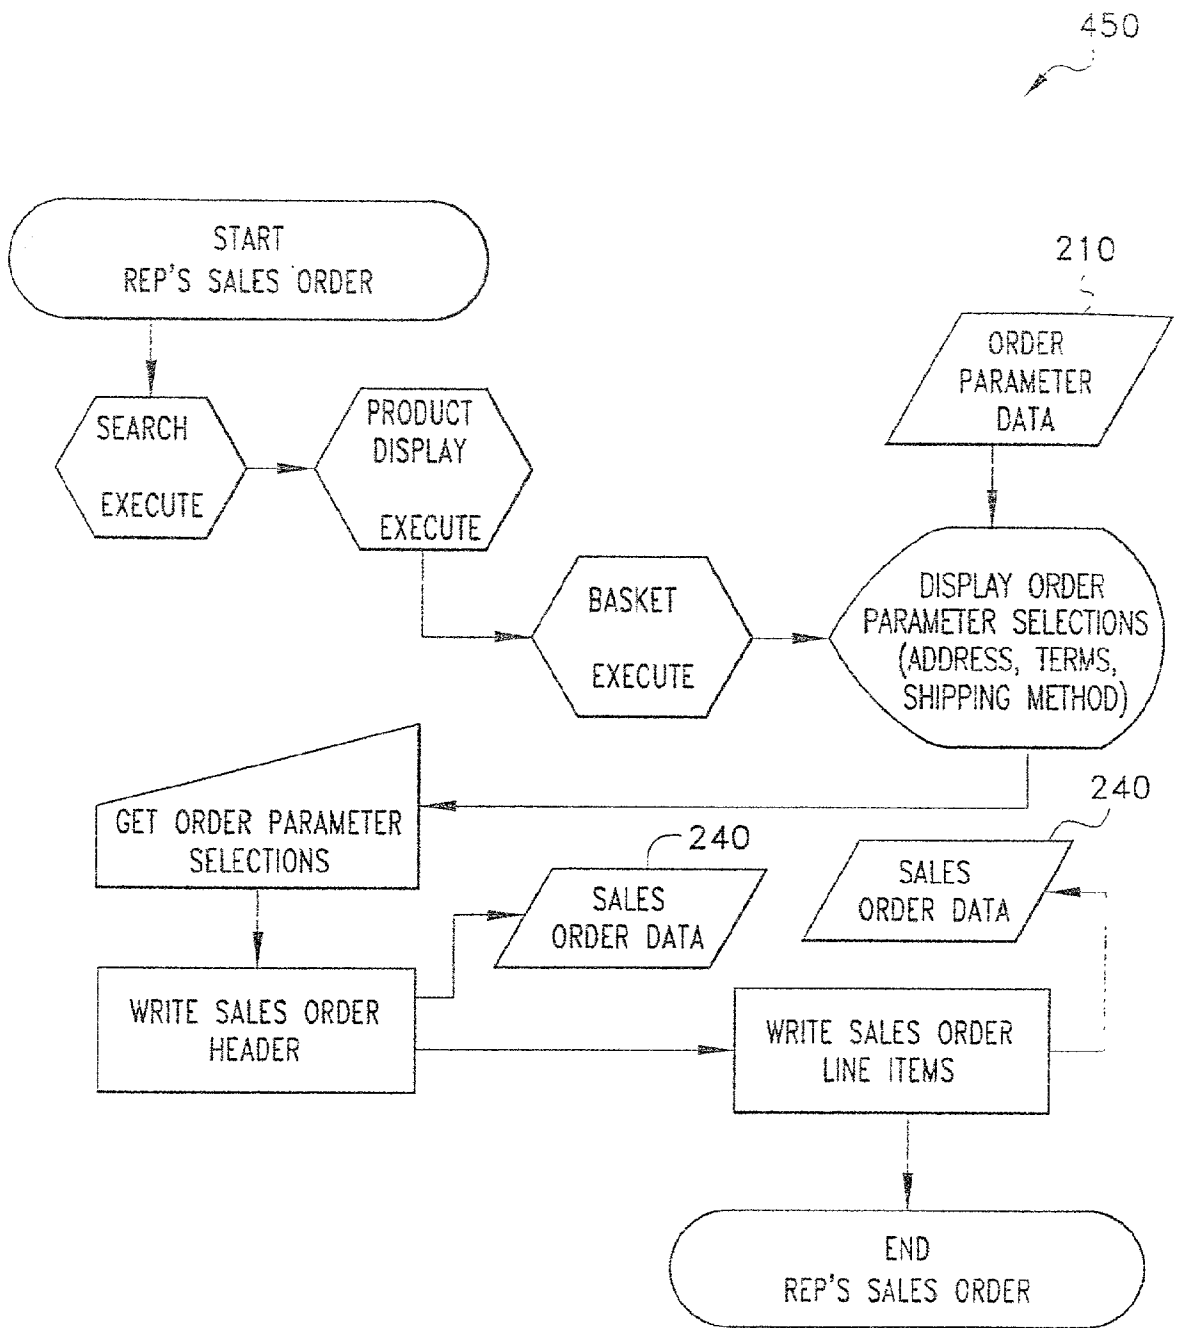 450
START
REP'S SALES ORDER
210
ORDER
PARAMETER
DATA
SEARCH
EXECUTE
PRODUCT
DISPLAY
EXECUTE
BASKET
EXECUTE
DISPLAY ORDER
PARAMETER SELECTIONS
(ADDRESS, TERMS,
SHIPPING METHOD)
GET ORDER PARAMETER
SELECTIONS
240
SALES
ORDER DATA
240
SALES
ORDER DATA
WRITE SALES ORDER
HEADER
WRITE SALES ORDER
LINE ITEMS
END
REP'S SALES ORDER